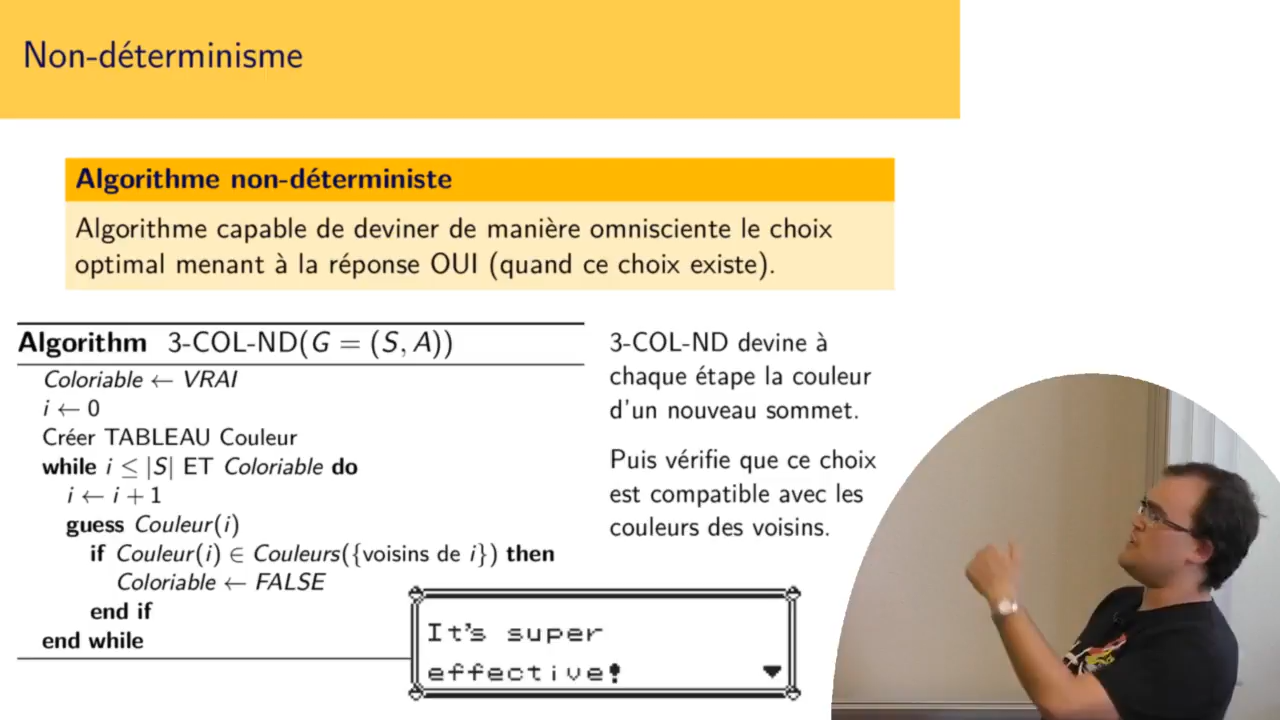 Non-déterminisme
Algorithme non-déterministe
Algorithme capable de deviner de manière omnisciente le choix
optimal menant à la réponse OUI (quand ce choix existe).
Algorithm 3-COL-ND(G = (S, A))
Coloriable ← VRAI
i ← 0
Créer TABLEAU Couleur
while i ≤ |S| ET Coloriable do
i ← i + 1
guess Couleur(i)
if Couleur(i) ∈ Couleurs({voisins de i}) then
Coloriable ← FALSE
end if
end while
3-COL-ND devine à
chaque étape la couleur
d'un nouveau sommet.
Puis vérifie que ce choix
est compatible avec les
couleurs des voisins.
It's super
effective!